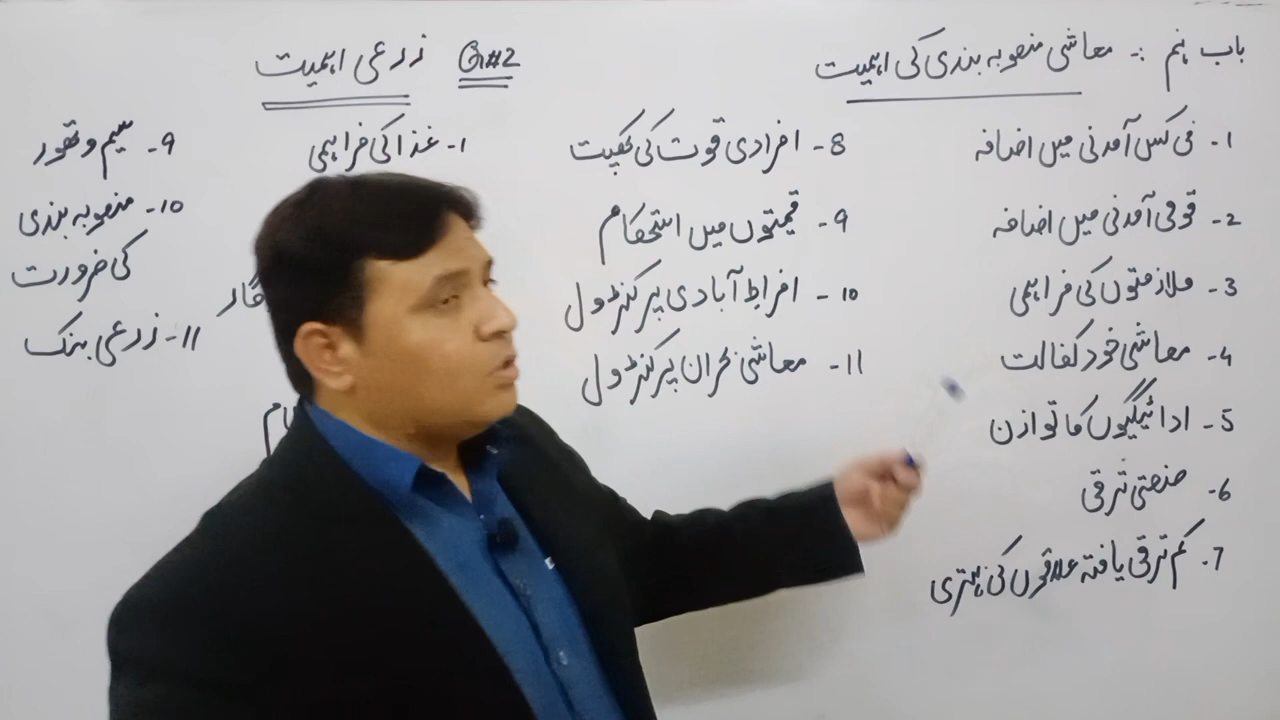 باب نہم :۔ معاشی منصوبہ بندی کی اہمیت
1۔ فی کس آمدنی میں اضافہ
2۔ قومی آمدنی میں اضافہ
3۔ ملازمتوں کی فراہمی
4۔ معاشی خود کفالت
5۔ ادائیگیوں کا توازن
6۔ صنعتی ترقی
7۔ کم ترقی یافتہ علاقوں کی بہتری
8۔ افرادی قوت کی کھپت
9۔ قیمتوں میں استحکام
10۔ افراط آبادی پر کنٹرول
11۔ معاشی بحران پر کنٹرول
Q#2 زرعی اہمیت
1۔ غذا کی فراہمی
9۔ سیم و تھور
10۔ منصوبہ بندی
کی ضرورت
11۔ زرعی بنک